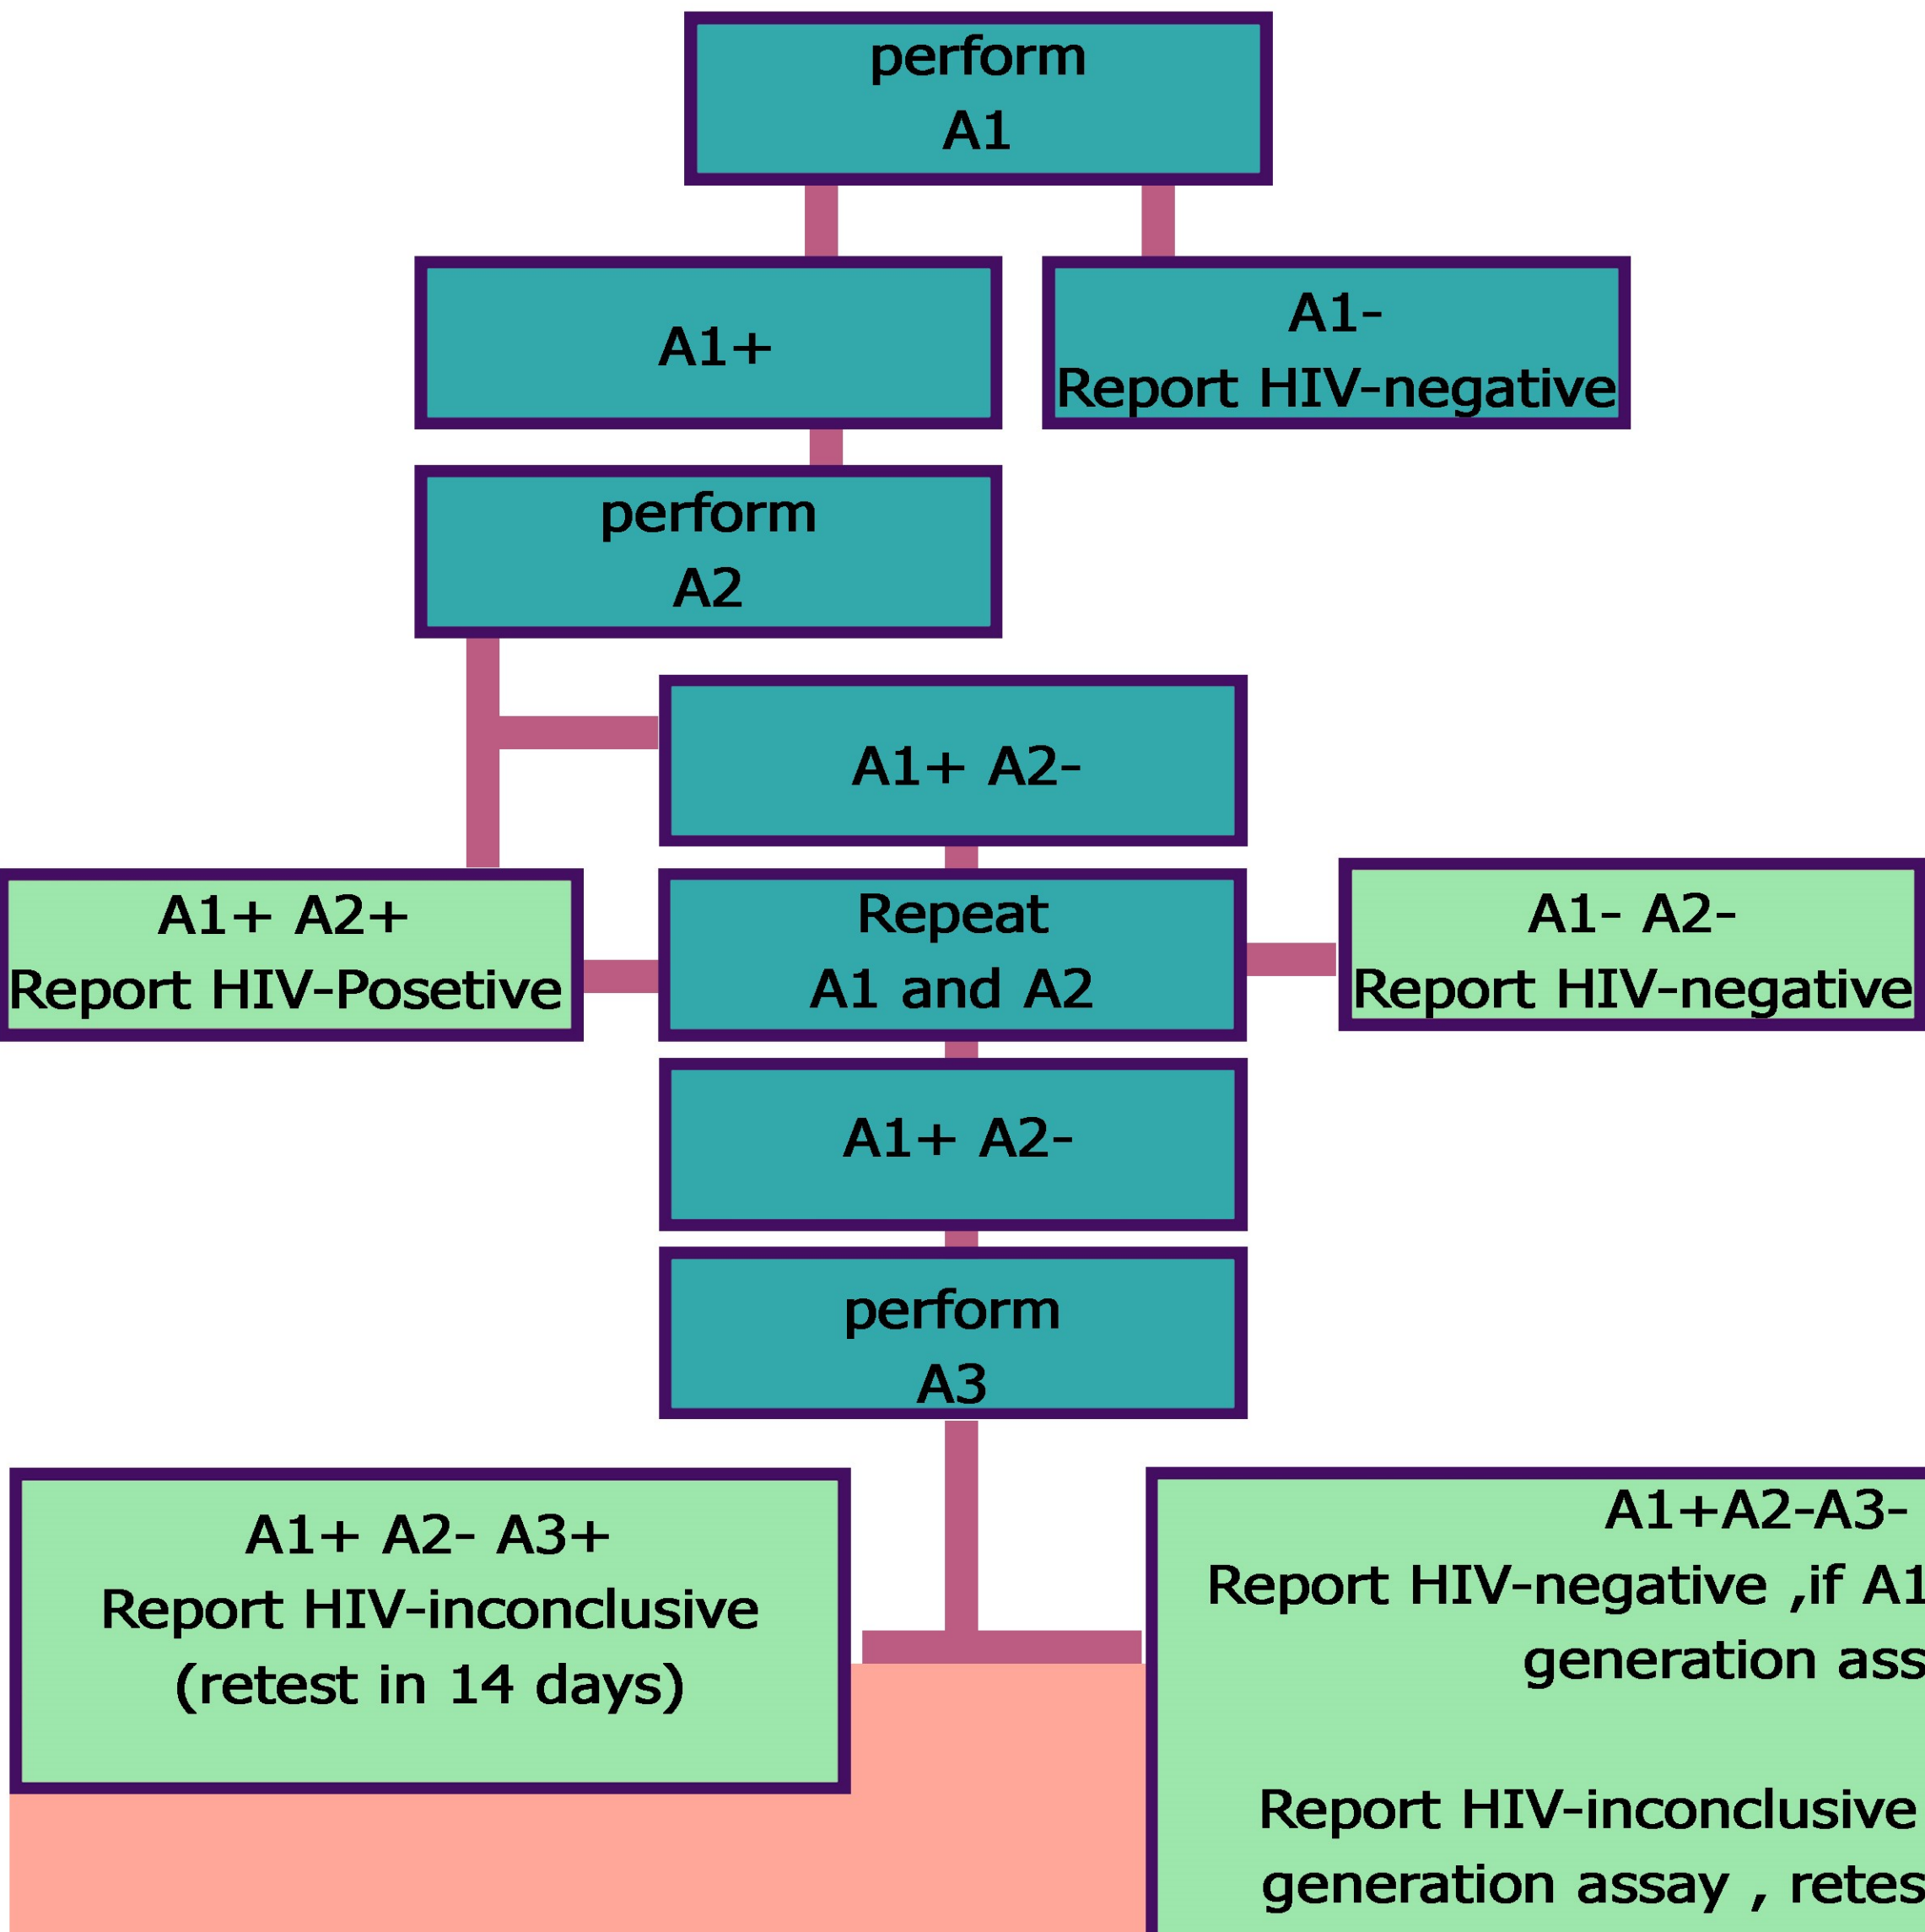 perform
A1
A1+
A1-
Report HIV-negative
perform
A2
A1+ A2-
A1+ A2+
Report HIV-Posetive
Repeat
A1 and A2
A1- A2-
Report HIV-negative
A1+ A2-
perform
A3
A1+ A2- A3+
Report HIV-inconclusive
(retest in 14 days)
A1+A2-A3-
Report HIV-negative ,if A1
generation
Report HIV-inconclusive
generation assay ,